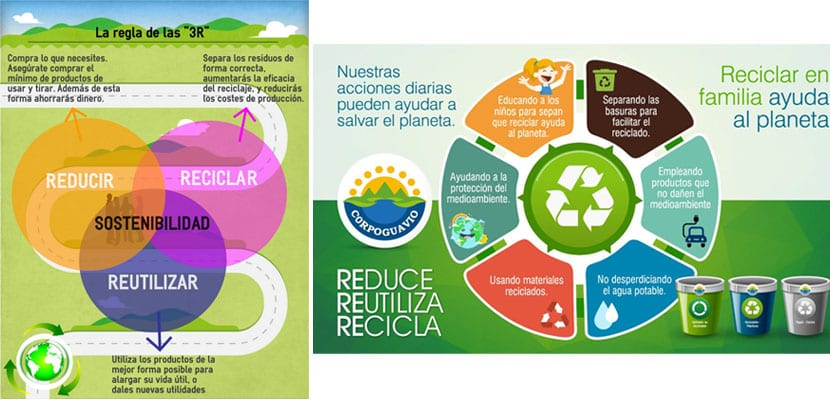 La regla de las "3R"
Compra lo que necesites.
Asegúrate comprar el
mínimo de productos de
usar y tirar. Además de esta
forma ahorrarás dinero.
Separa los residuos de
forma correcta,
aumentarás la eficacia
del reciclaje, y reducirás
los costes de producción.
REDUCIR
RECICLAR
SOSTENIBILIDAD
REUTILIZAR
Utiliza los productos de la
mejor forma posible para
alargar su vida útil, o
dales nuevas utilidades
Nuestras
acciones diarias
pueden ayudar a
salvar el planeta.
CORPOGUAVIO
REDUCE
REUTILIZA
RECICLA
Educando a los
niños para sepan
que reciclar ayuda
al planeta.
Separando las
basuras para
facilitar el
reciclado.
Ayudando a la
protección del
medioambiente.
Empleando
productos que
no dañen el
medioambiente
Usando materiales
reciclados.
No desperdiciando
el agua potable.
Reciclar en
familia ayuda
al planeta